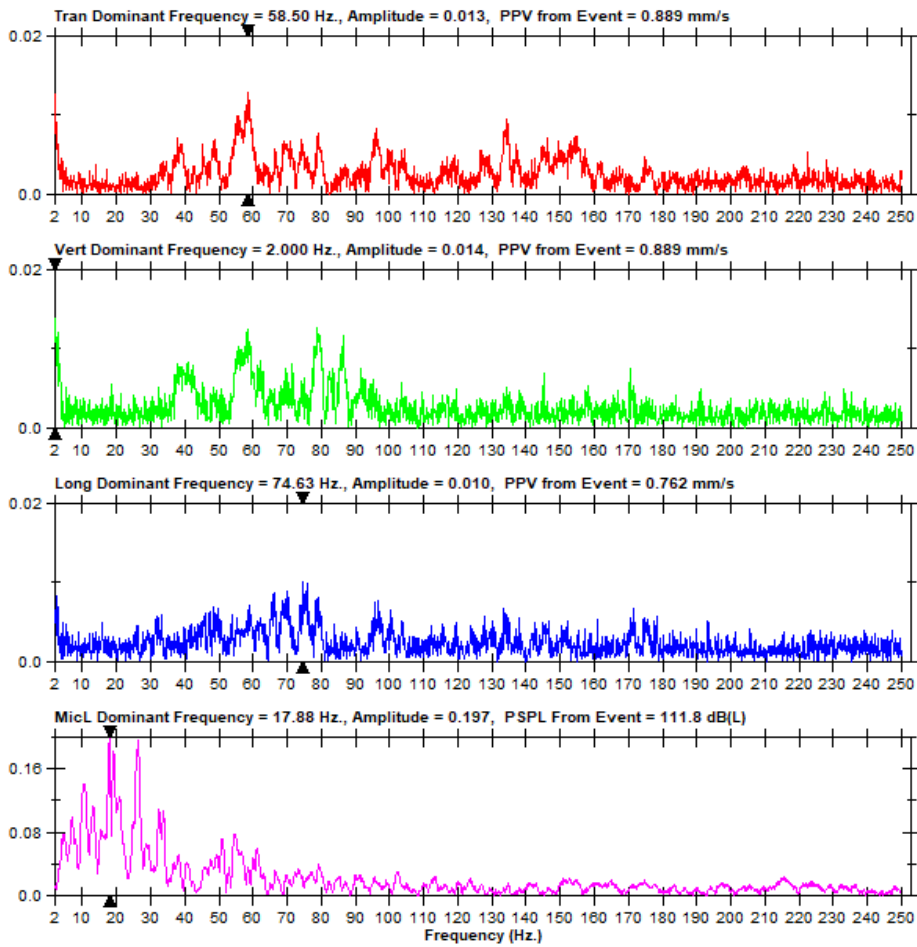 Tran Dominant Frequency = 58.50 Hz., Amplitude = 0.013, PPV from Event = 0.889 mm/s
0.02
0.0
2 10 20 30 40 50 60 70 80 90 100 110 120 130 140 150 160 170 180 190 200 210 220 230 240 250
Vert Dominant Frequency = 2.000 Hz., Amplitude = 0.014, PPV from Event = 0.889 mm/s
0.02
0.0
2 10 20 30 40 50 60 70 80 90 100 110 120 130 140 150 160 170 180 190 200 210 220 230 240 250
Long Dominant Frequency = 74.63 Hz., Amplitude = 0.010, PPV from Event = 0.762 mm/s
0.02
0.0
2 10 20 30 40 50 60 70 80 90 100 110 120 130 140 150 160 170 180 190 200 210 220 230 240 250
MicL Dominant Frequency = 17.88 Hz., Amplitude = 0.197, PSPL From Event = 111.8 dB(L)
0.16
0.08
0.0
2 10 20 30 40 50 60 70 80 90 100 110 120 130 140 150 160 170 180 190 200 210 220 230 240 250
Frequency (Hz.)